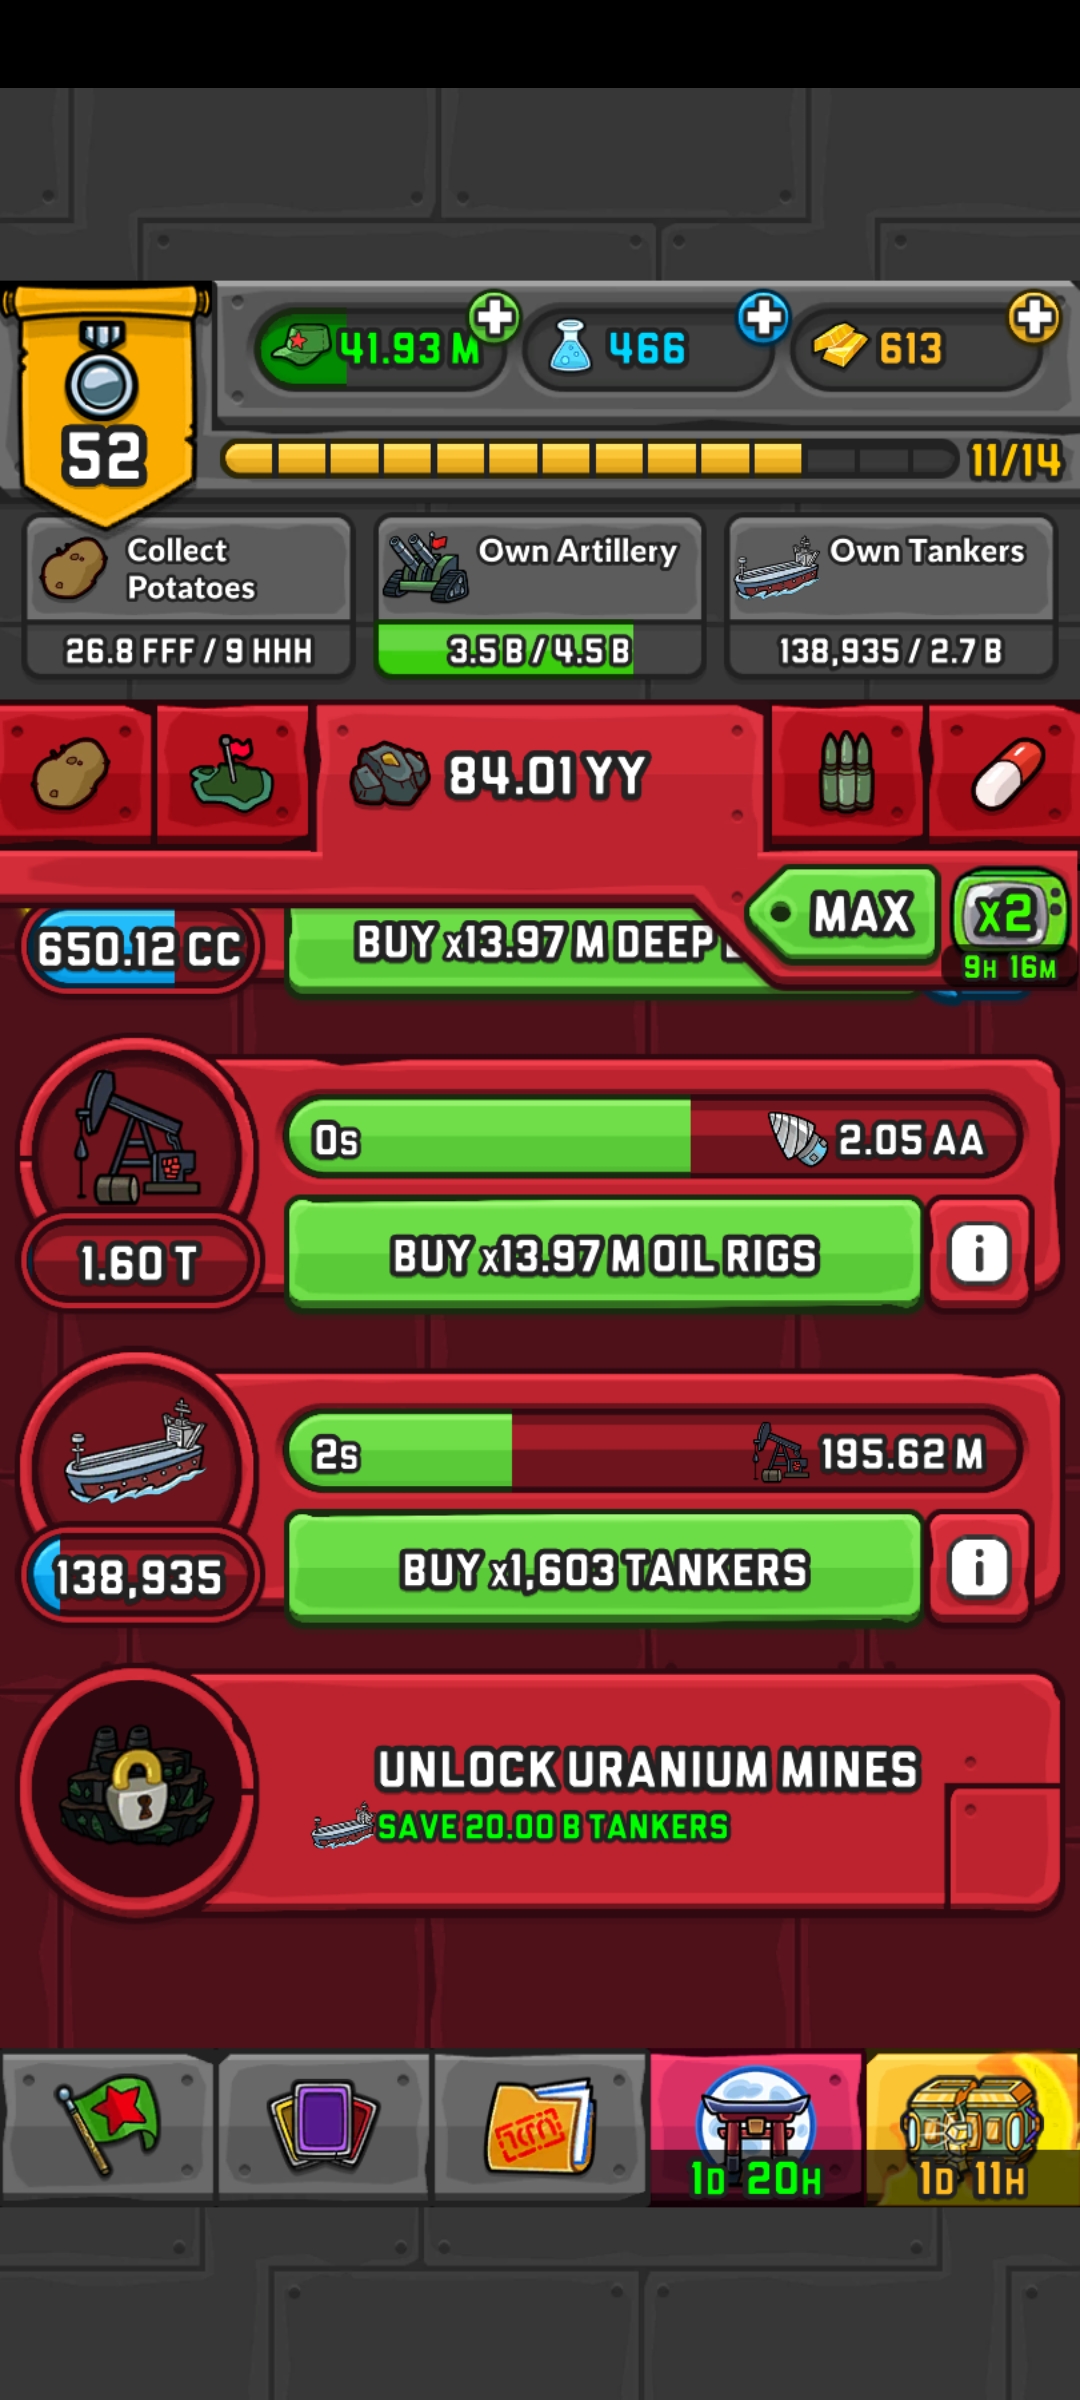 41.93 M
466
613
52
11/14
Collect
Potatoes
Own Artillery
Own Tankers
26.8 FFF / 9 HHH
3.5 B / 4.5 B
138,935 / 2.7 B
84.01 YY
MAX
x2
9H 16M
650.12 CC
BUY x13.97 M DEEP
0s
2.05 AA
1.60 T
BUY x13.97 M OIL RIGS
i
2s
195.62 M
138,935
BUY x1,603 TANKERS
i
UNLOCK URANIUM MINES
SAVE 20.00 B TANKERS
1D 20H
1D 11H